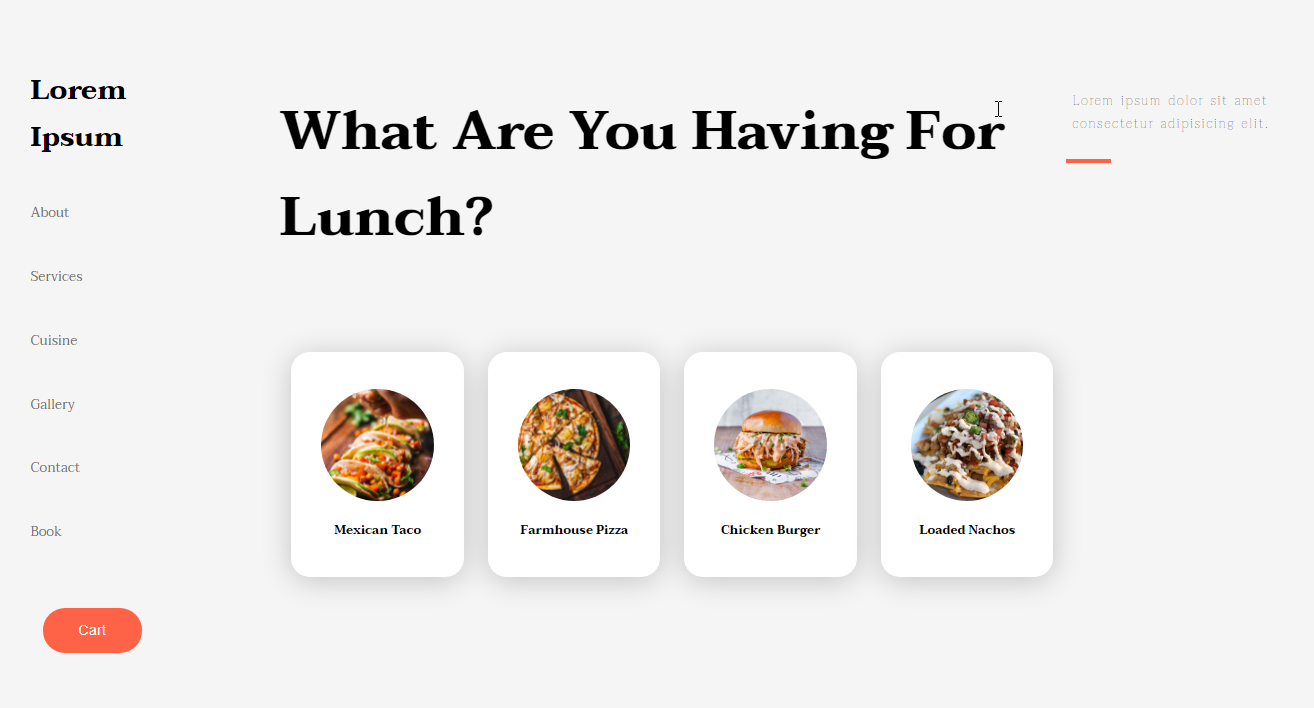 Lorem
Ipsum
About
Services
Cuisine
Gallery
Contact
Book
Cart
What Are You Having For
Lunch?
Lorem ipsum dolor sit amet
consectetur adipisicing elit.
Mexican Taco
Farmhouse Pizza
Chicken Burger
Loaded Nachos